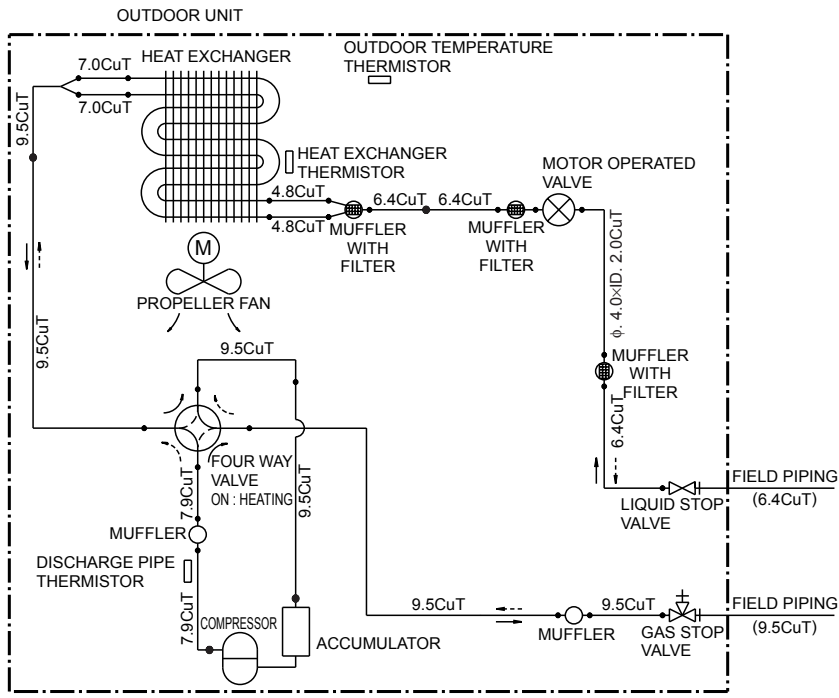 OUTDOOR UNIT
HEAT EXCHANGER
OUTDOOR TEMPERATURE
THERMISTOR
7.0CuT
7.0CuT
9.5CuT
HEAT EXCHANGER
THERMISTOR
MOTOR OPERATED
VALVE
4.8CuT
4.8CuT
6.4CuT
6.4CuT
MUFFLER
WITH
FILTER
MUFFLER
WITH
FILTER
M
PROPELLER FAN
ϕ. 4.0×ID. 2.0CuT
9.5CuT
9.5CuT
MUFFLER
WITH
FILTER
6.4CuT
FOUR WAY
VALVE
ON : HEATING
7.9CuT
9.5CuT
FIELD PIPING
(6.4CuT)
LIQUID STOP
VALVE
MUFFLER
DISCHARGE PIPE
THERMISTOR
7.9CuT
COMPRESSOR
ACCUMULATOR
9.5CuT
9.5CuT
MUFFLER
GAS STOP
VALVE
FIELD PIPING
(9.5CuT)